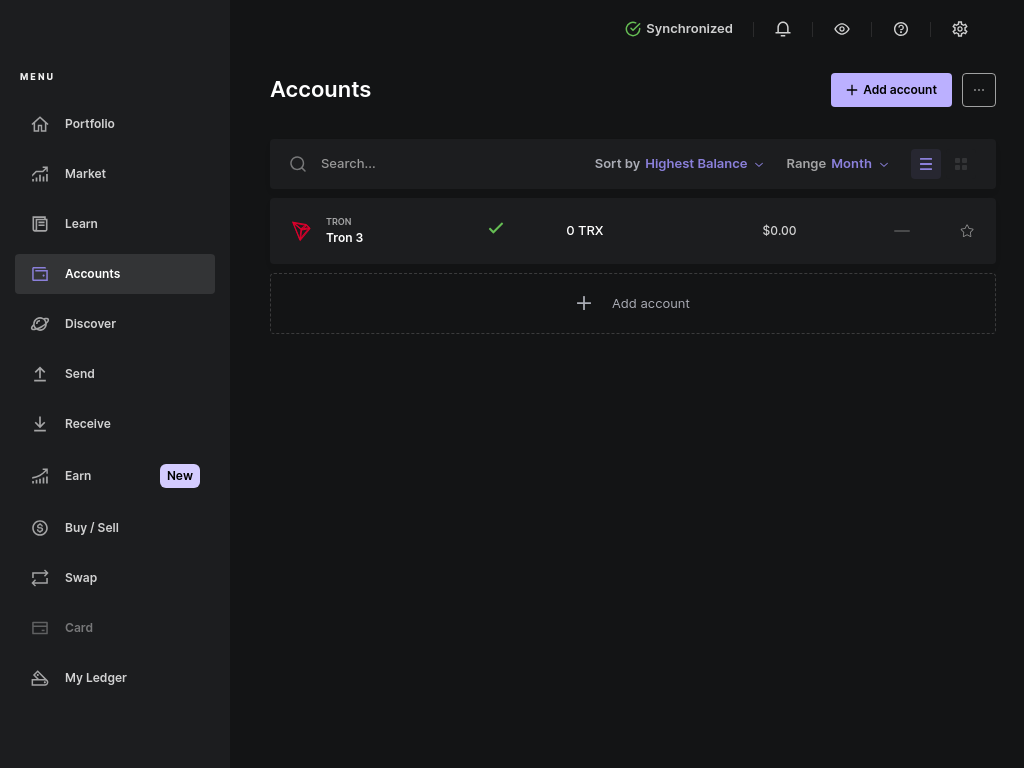 Synchronized
MENU
Accounts
Add account
Portfolio
Market
Learn
Accounts
Discover
Send
Receive
Earn
New
Buy / Sell
Swap
Card
My Ledger
Search...
Sort by Highest Balance
Range Month
TRON
Tron 3
0 TRX
$0.00
—
Add account